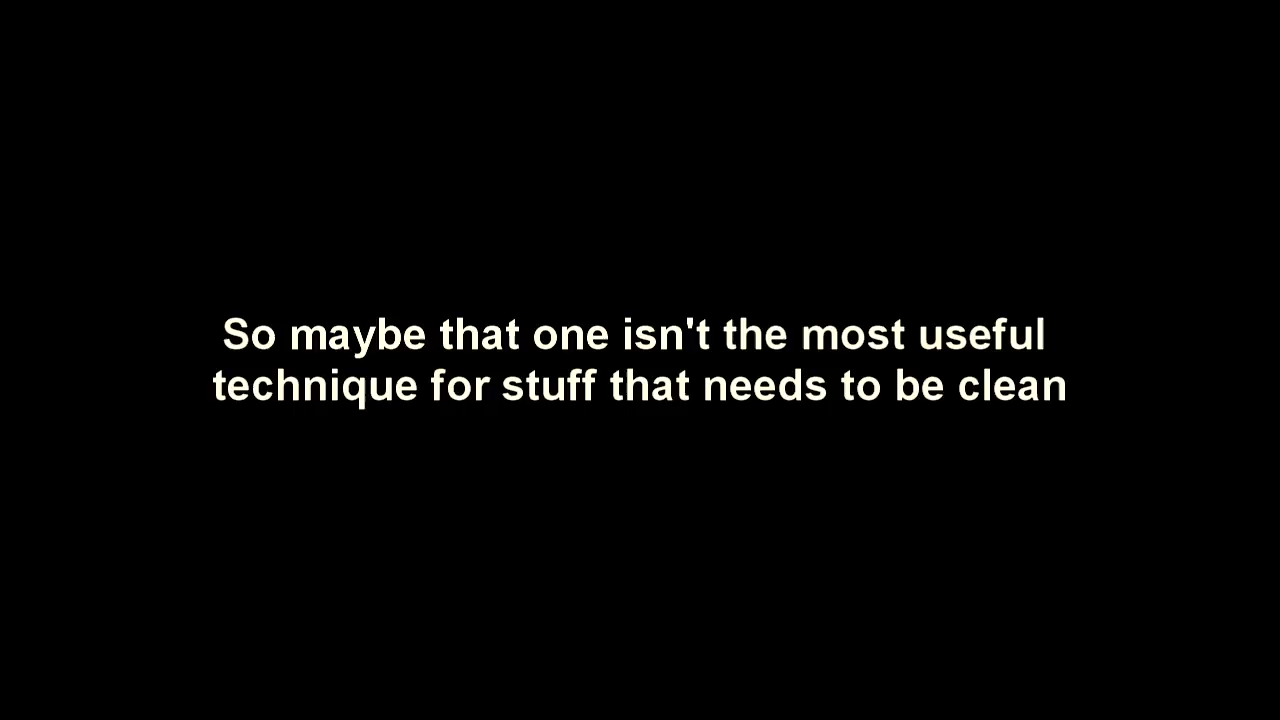 So maybe that one isn't the most useful
technique for stuff that needs to be clean